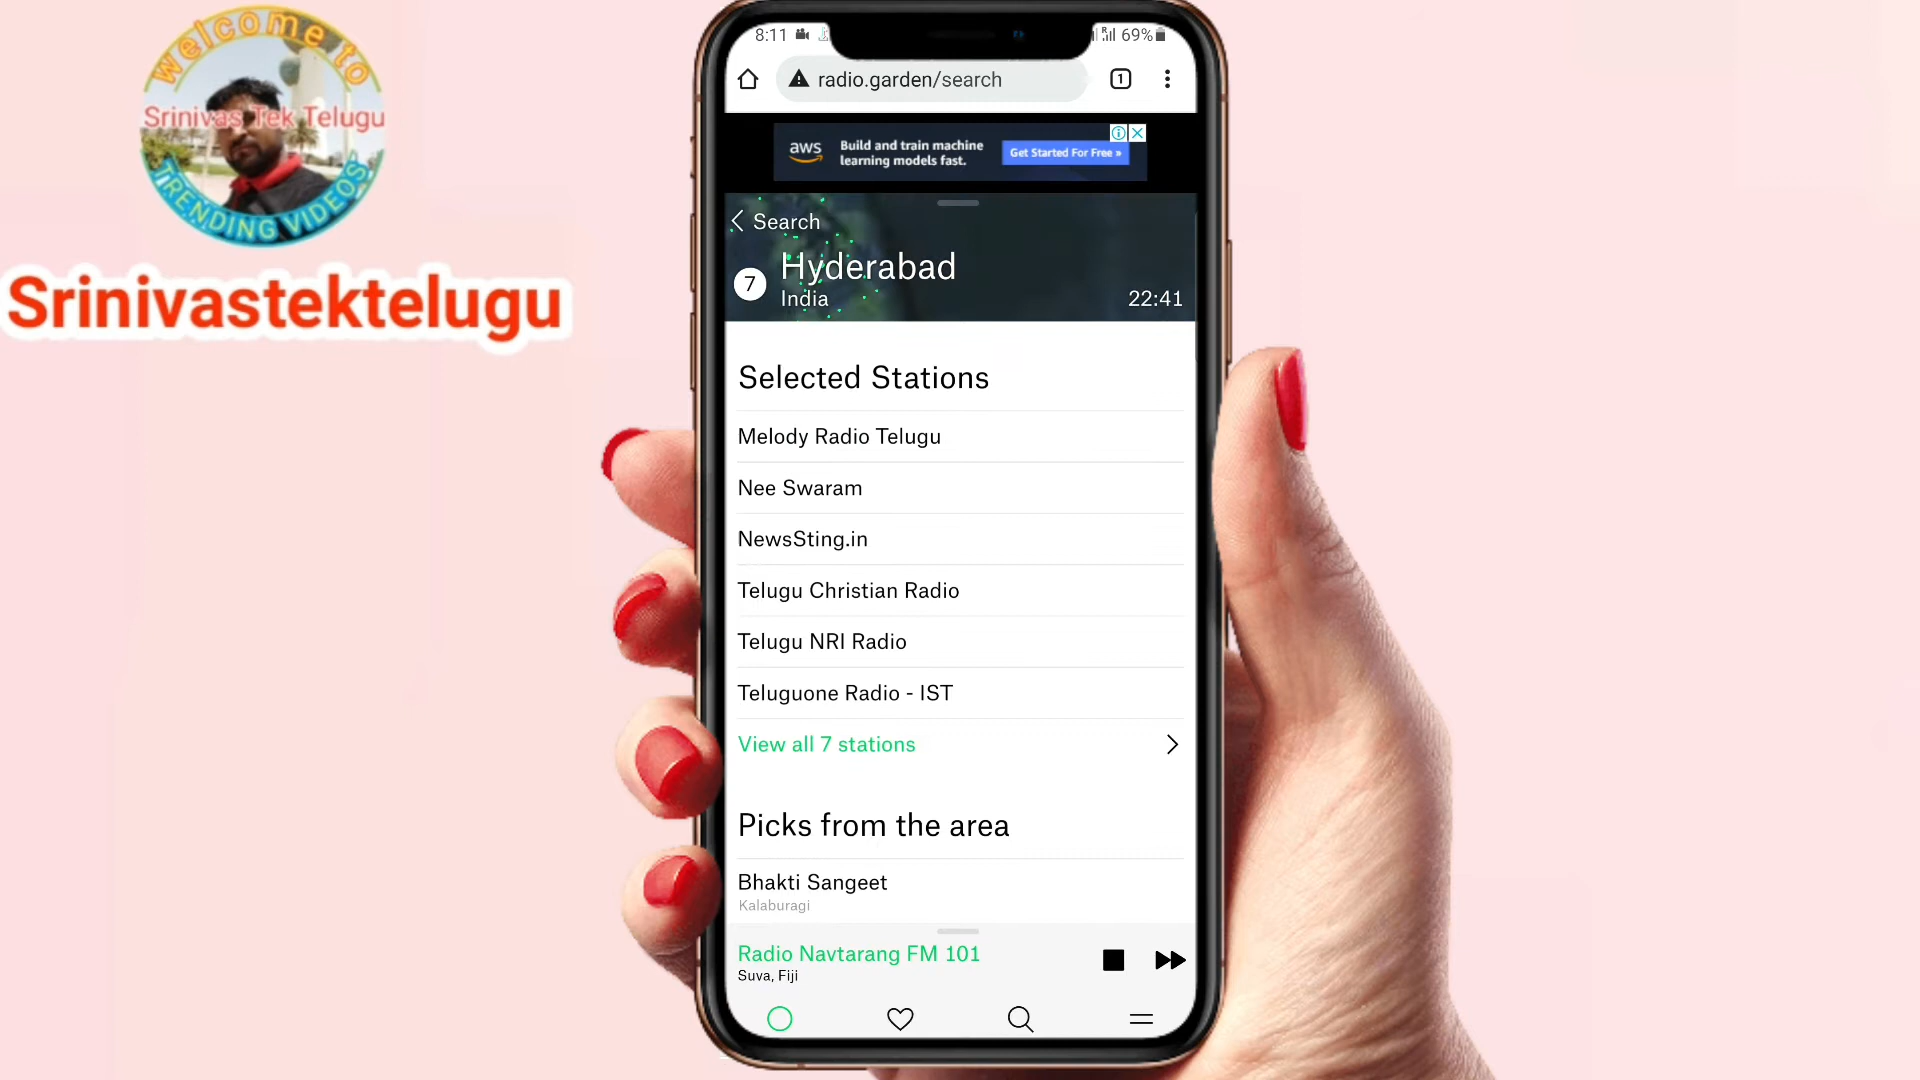 welcome to
Srinivas Tek Telugu
TRENDING VIDEOS
Srinivastektelugu
8:11
R
69%
radio.garden/search
1
aws
Build and train machine
learning models fast.
Get Started For Free »
Search
7
Hyderabad
India
22:41
Selected Stations
Melody Radio Telugu
Nee Swaram
NewsSting.in
Telugu Christian Radio
Telugu NRI Radio
Teluguone Radio - IST
View all 7 stations
Picks from the area
Bhakti Sangeet
Kalaburagi
Radio Navtarang FM 101
Suva, Fiji